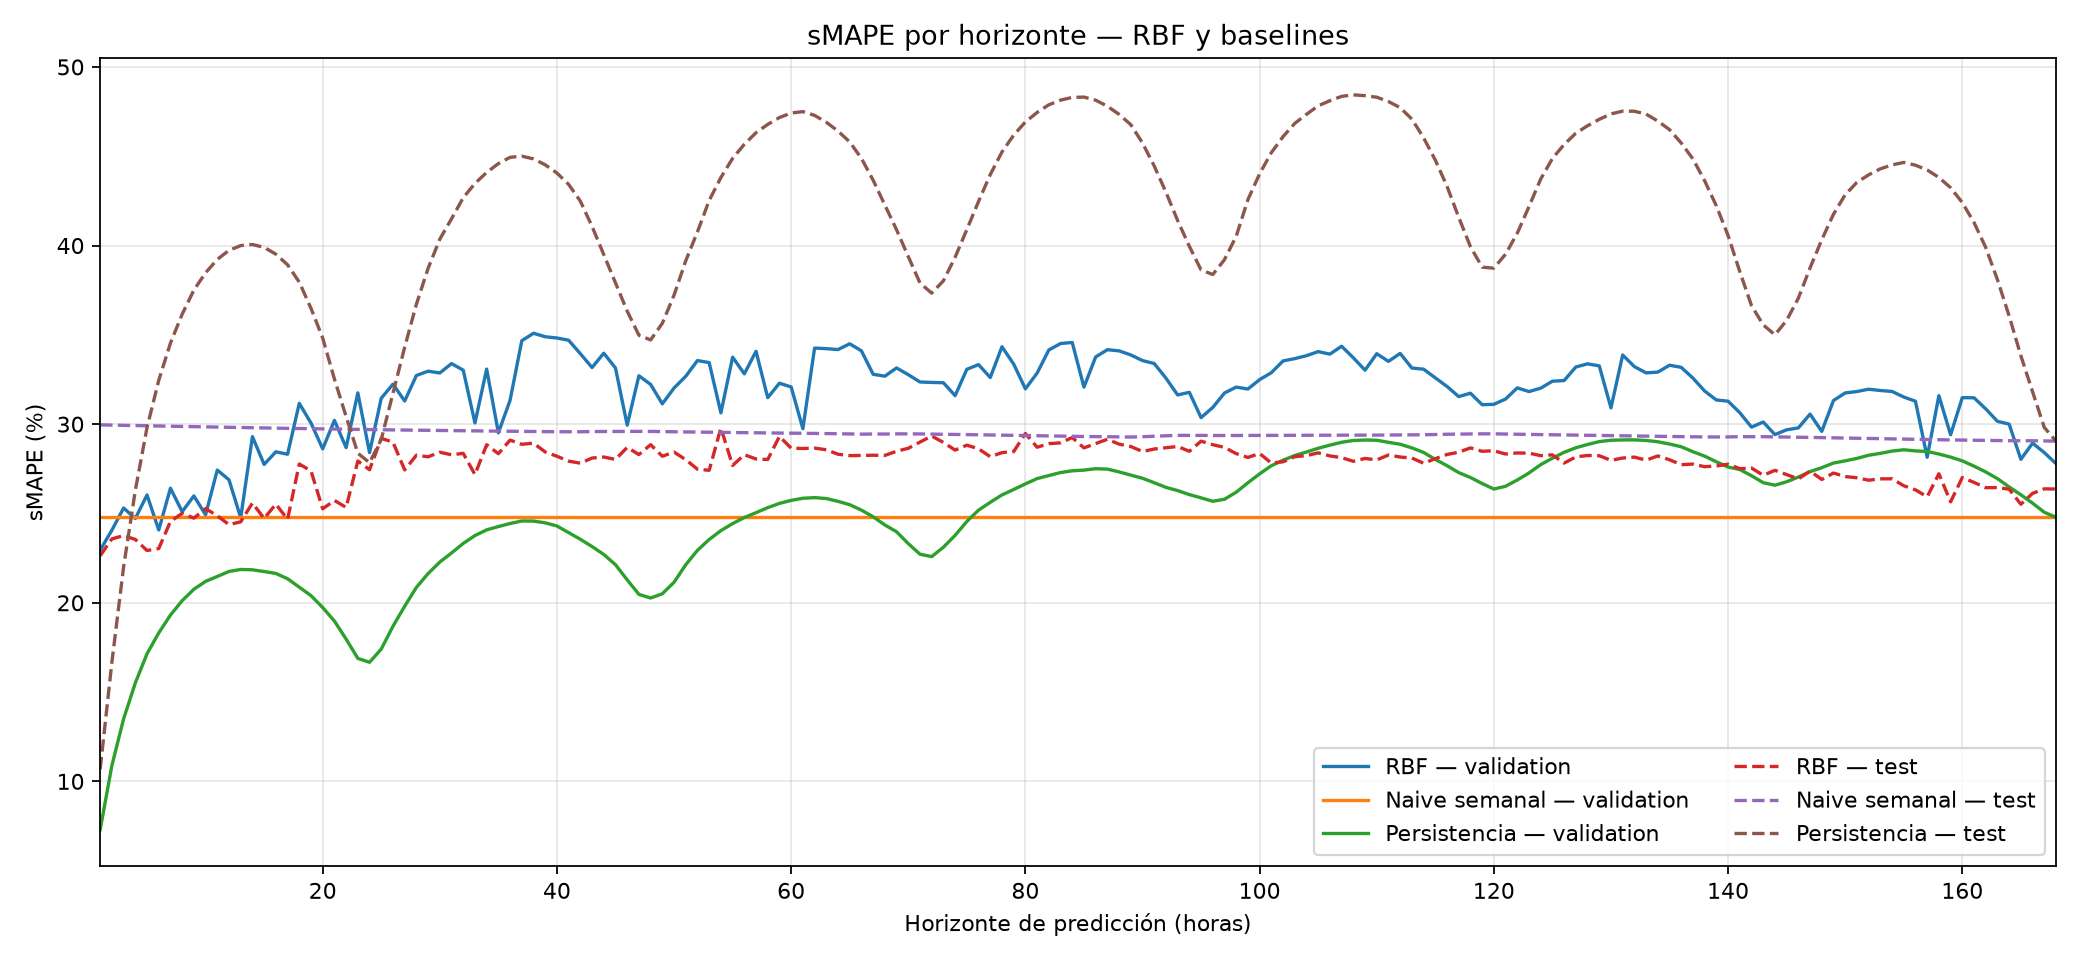 sMAPE por horizonte — RBF y baselines
sMAPE (%)
50
40
30
20
10
20 40 60 80 100 120 140 160
Horizonte de predicción (horas)
RBF — validation
Naive semanal — validation
Persistencia — validation
RBF — test
Naive semanal — test
Persistencia — test